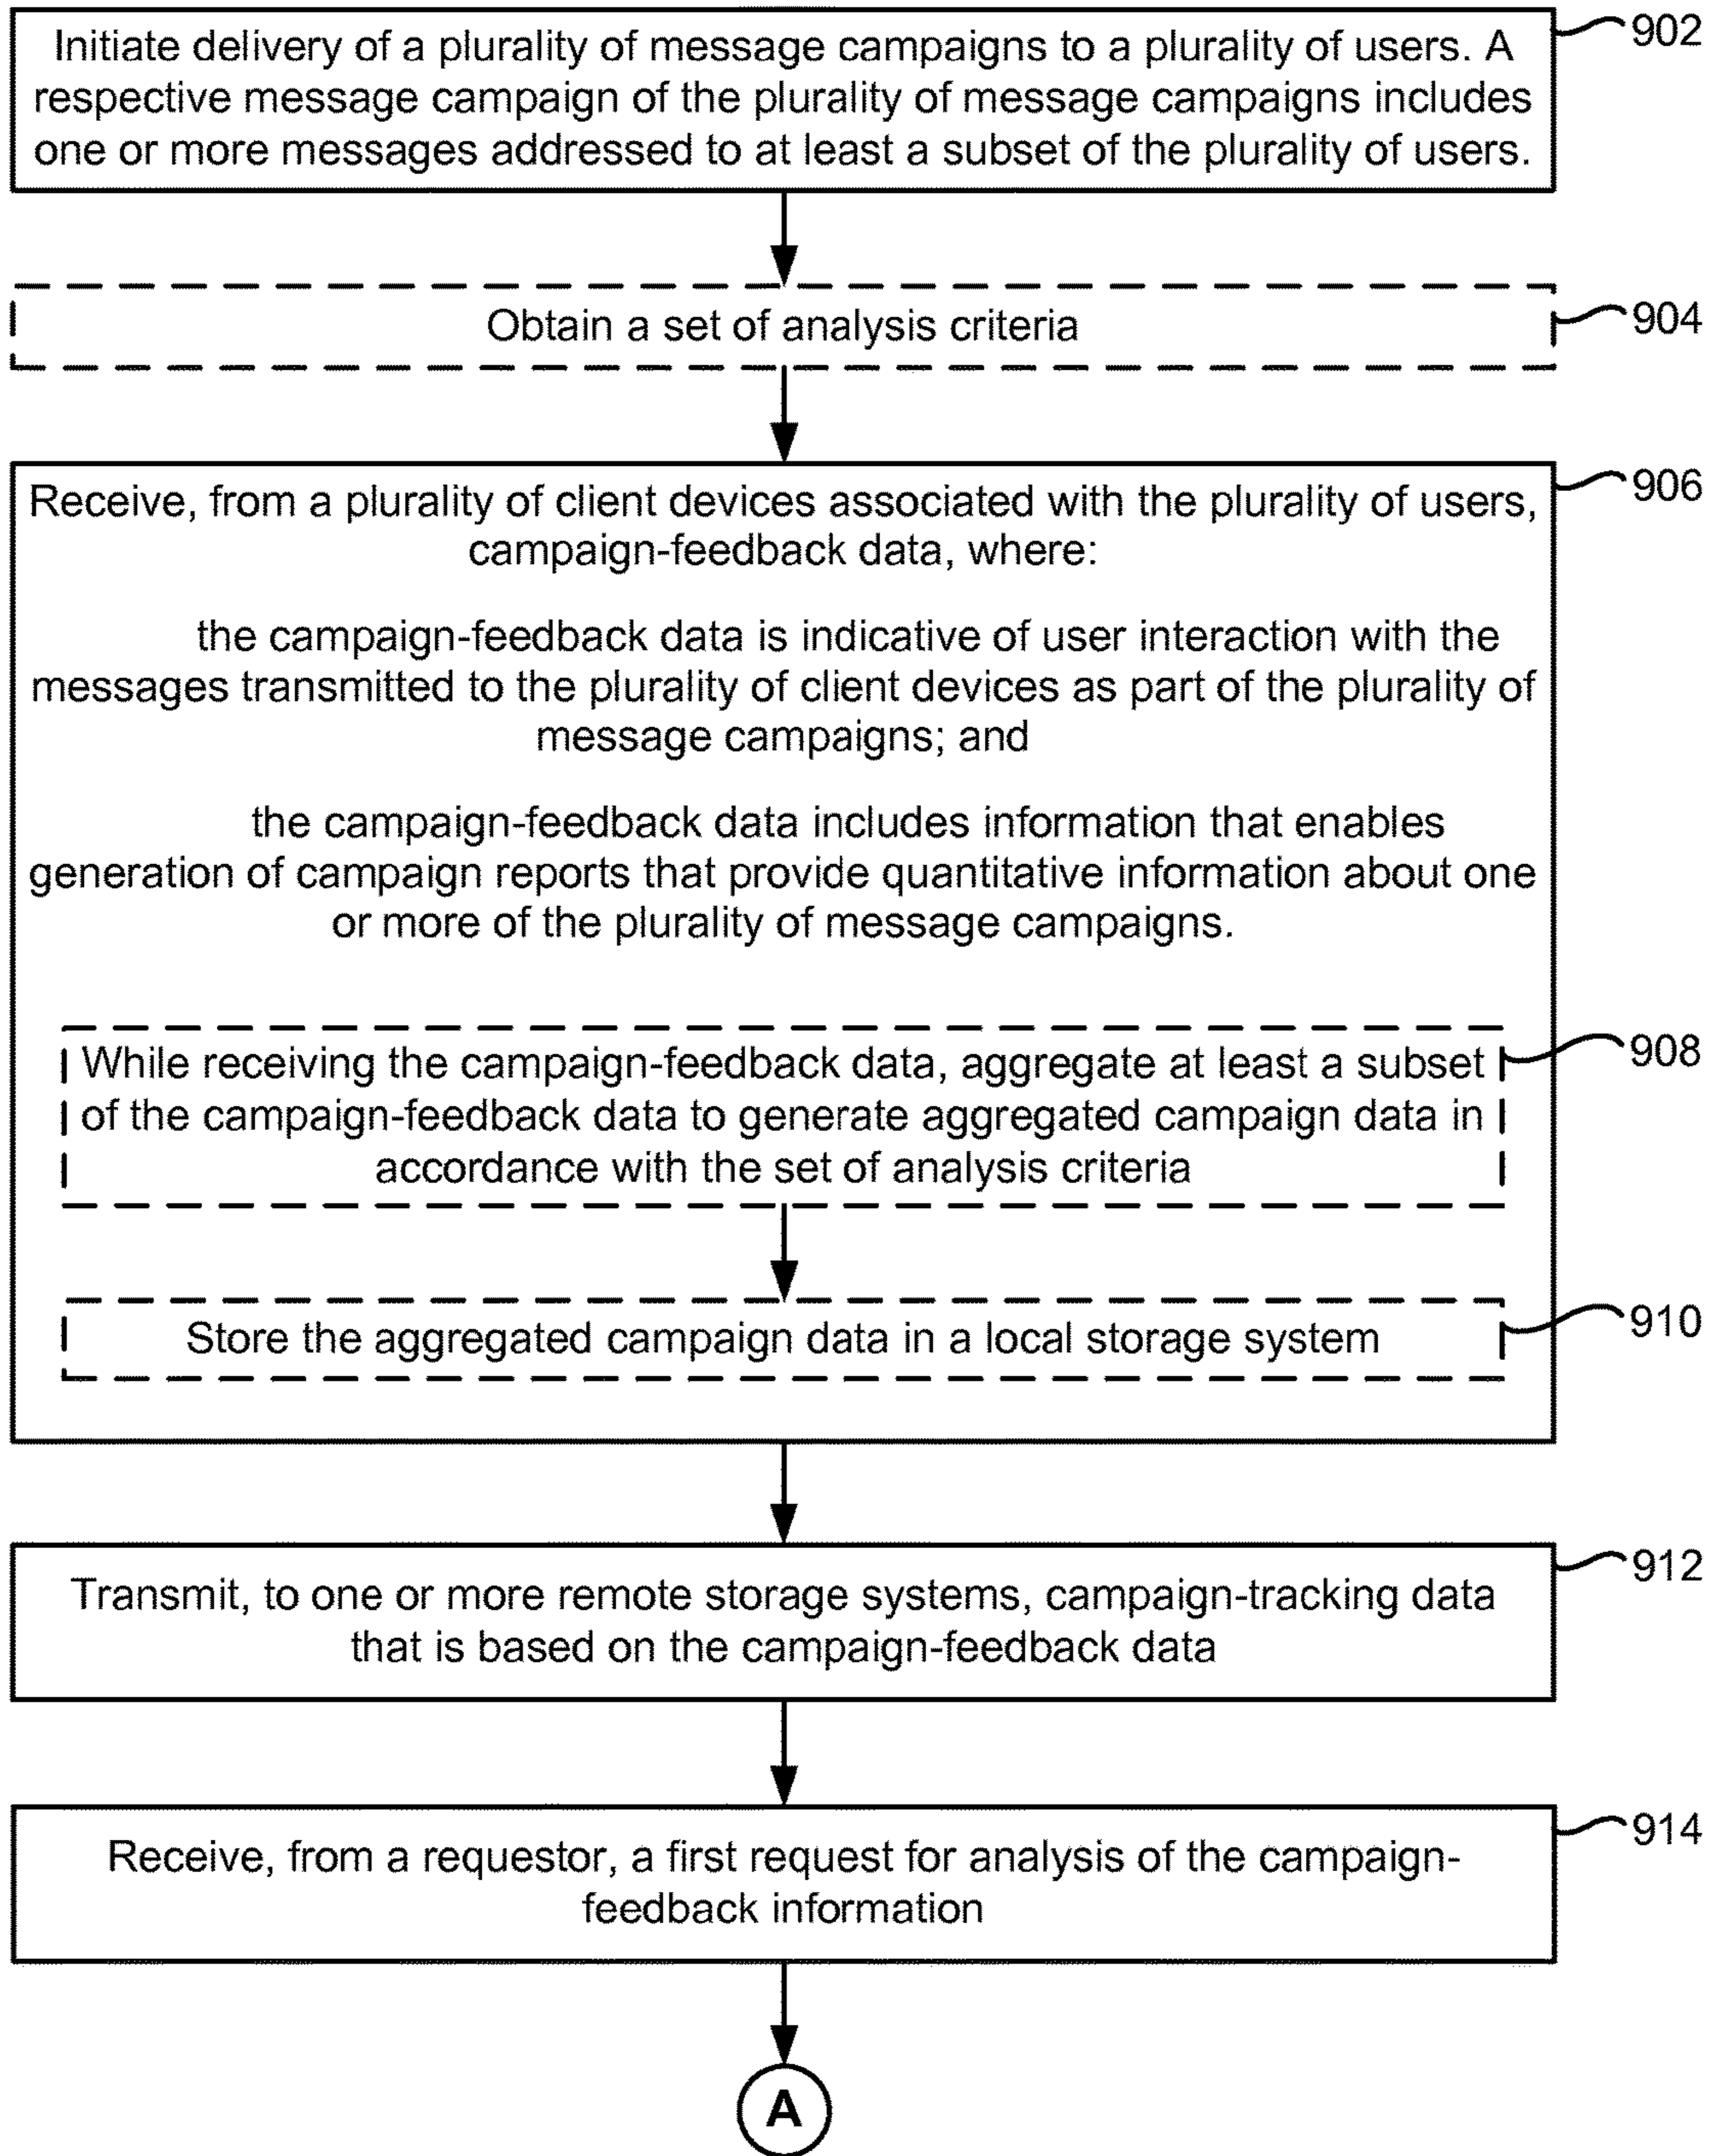 Initiate delivery of a plurality of message campaigns to a plurality of users. A
respective message campaign of the plurality of message campaigns includes
one or more messages addressed to at least a subset of the plurality of users.
902
Obtain a set of analysis criteria
904
Receive, from a plurality of client devices associated with the plurality of users,
campaign-feedback data, where:
906
the campaign-feedback data is indicative of user interaction with the
messages transmitted to the plurality of client devices as part of the plurality of
message campaigns; and
the campaign-feedback data includes information that enables
generation of campaign reports that provide quantitative information about one
or more of the plurality of message campaigns.
While receiving the campaign-feedback data, aggregate at least a subset
of the campaign-feedback data to generate aggregated campaign data in
accordance with the set of analysis criteria
908
Store the aggregated campaign data in a local storage system
910
Transmit, to one or more remote storage systems, campaign-tracking data
that is based on the campaign-feedback data
912
Receive, from a requestor, a first request for analysis of the campaign-
feedback information
914
A